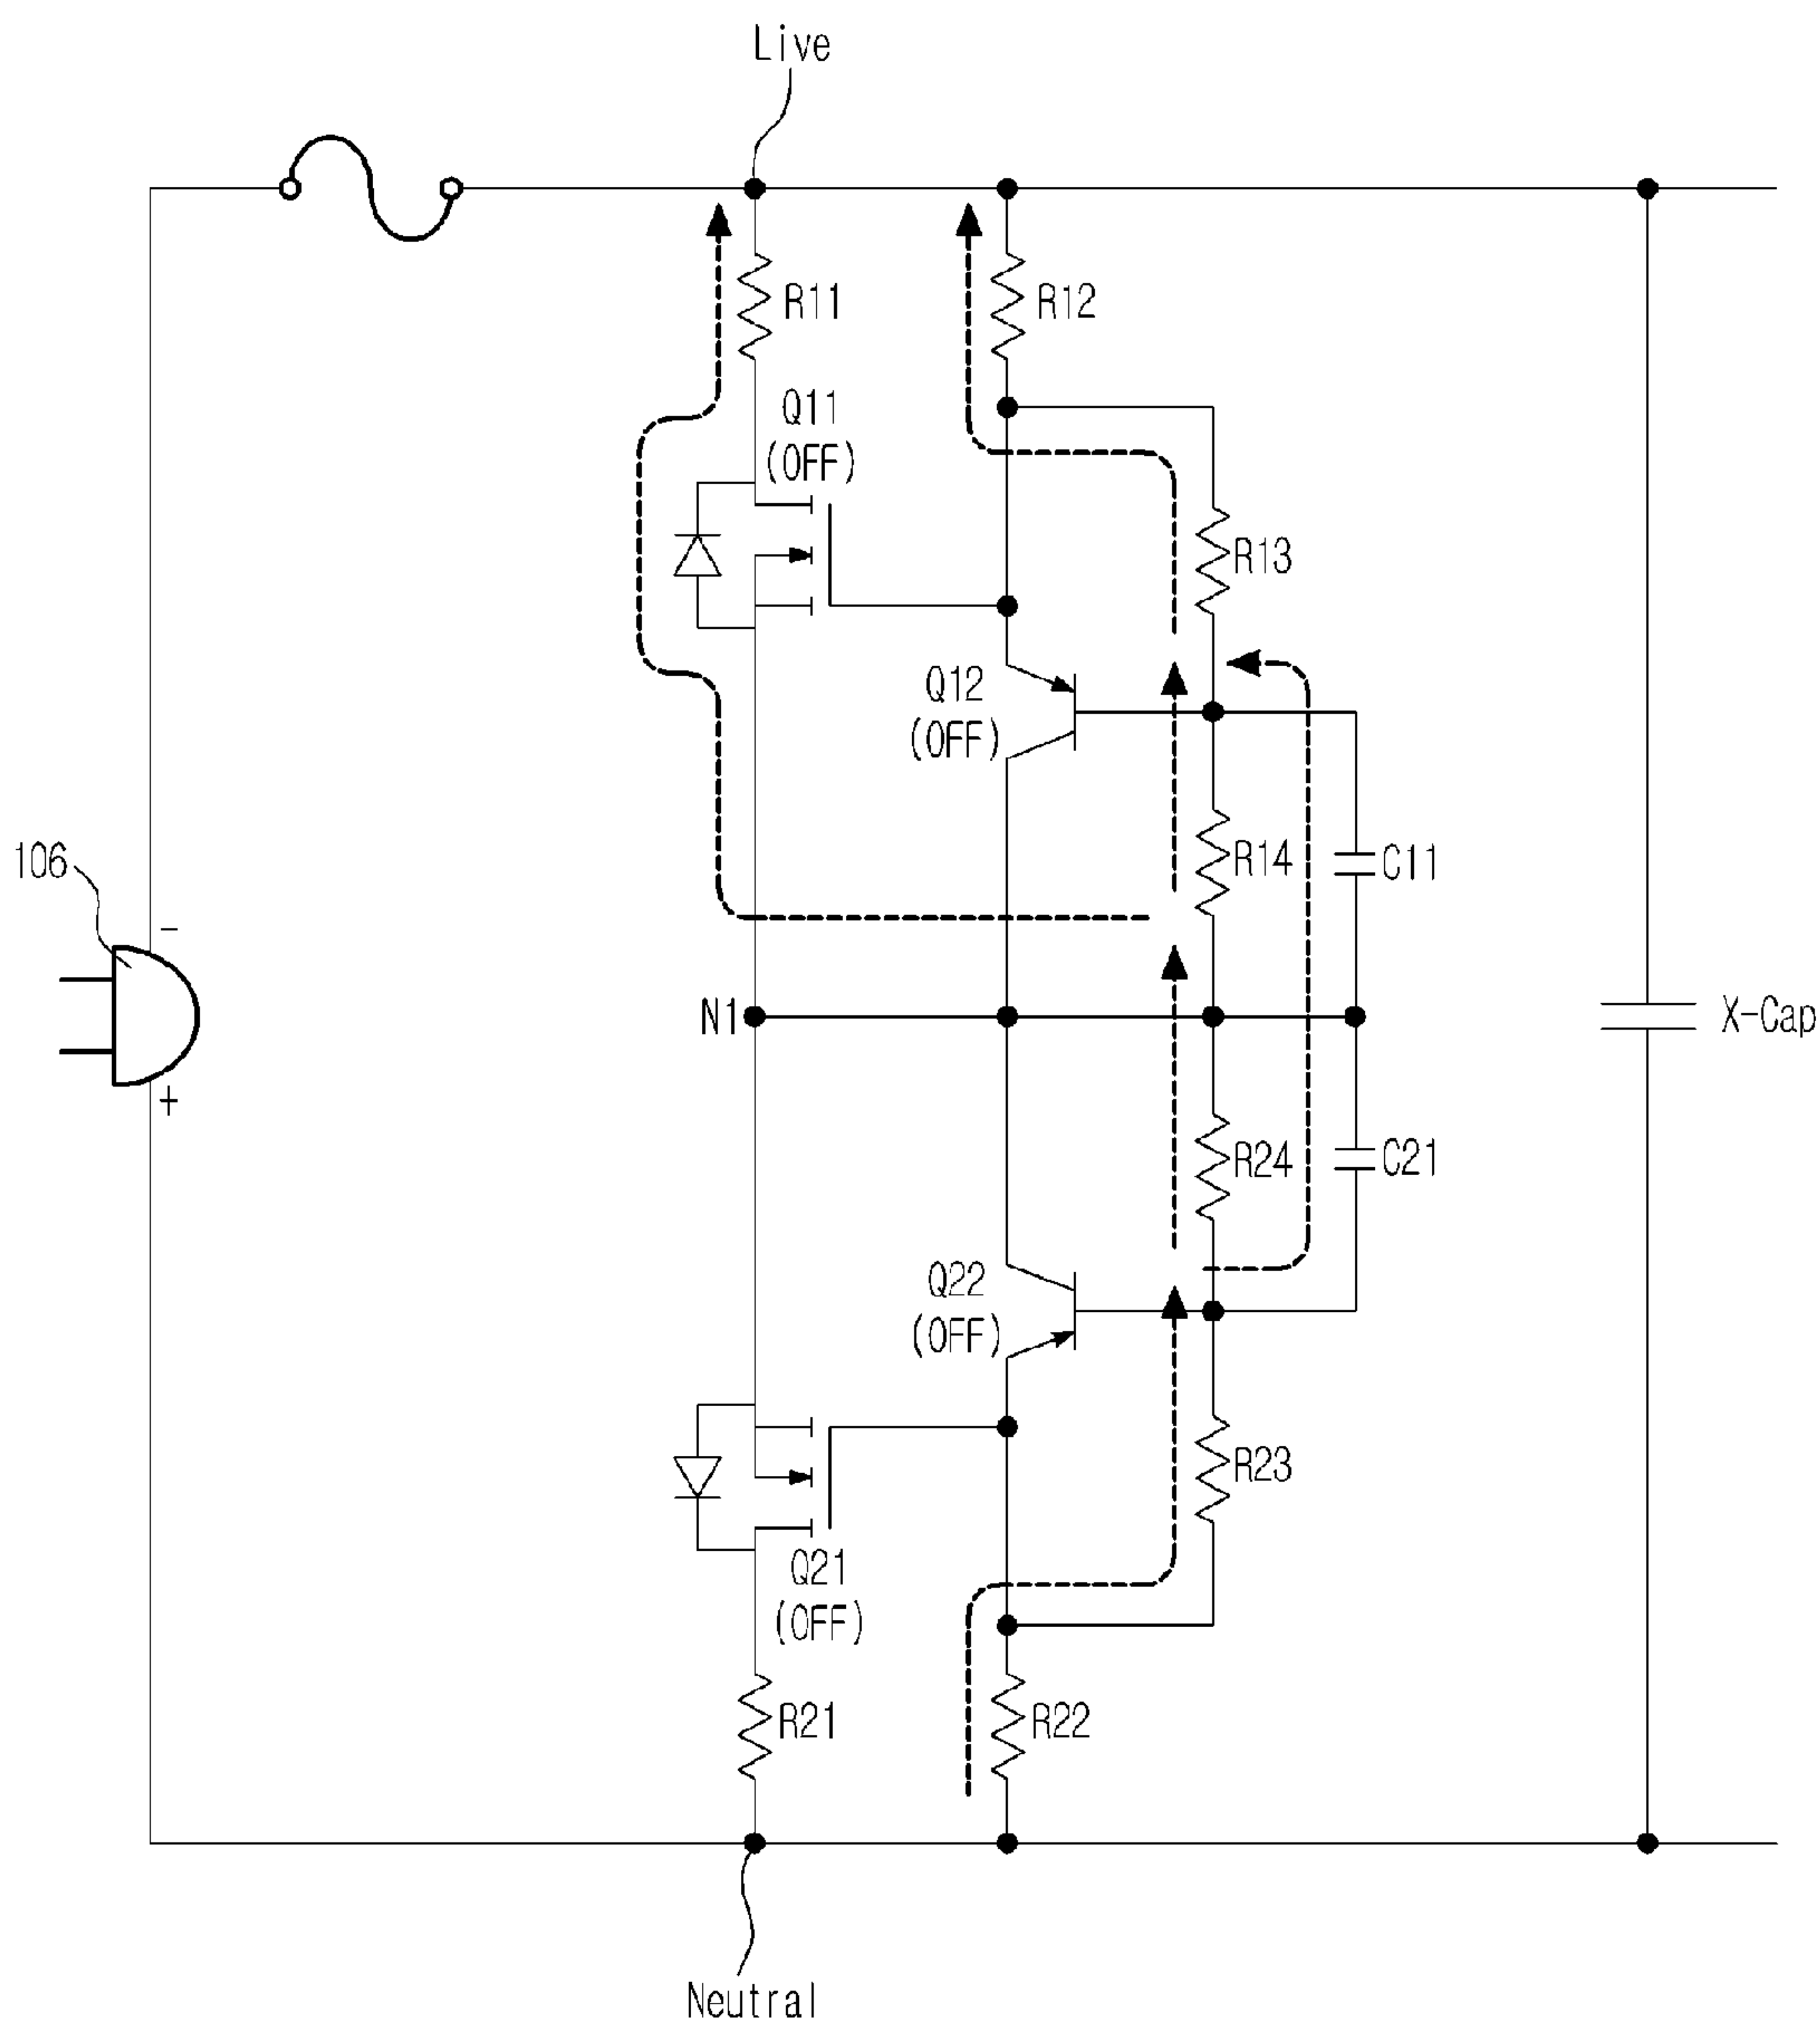 Live
R11
R12
Q11
(OFF)
R13
Q12
(OFF)
106
R14
C11
-
N1
X-Cap
+
R24
C21
Q22
(OFF)
R23
Q21
(OFF)
R21
R22
Neutral